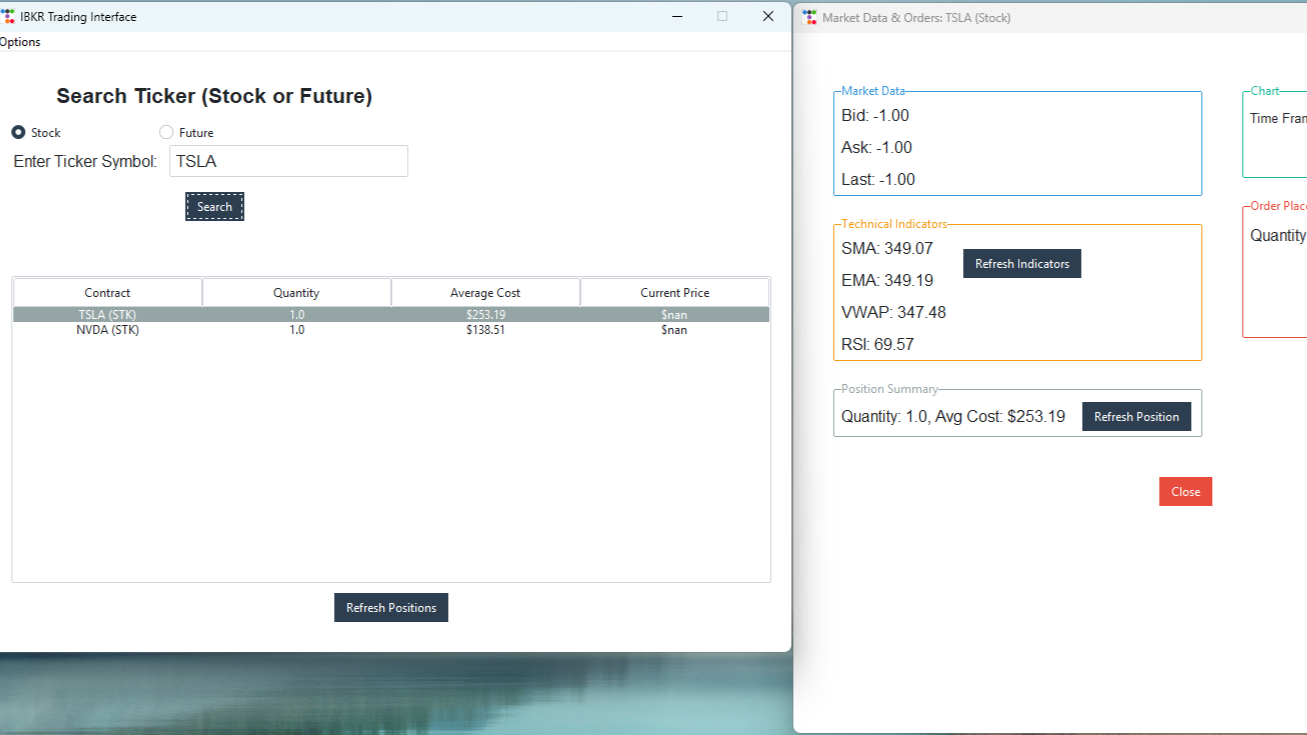 IBKR Trading Interface
Options
Search Ticker (Stock or Future)
Stock Future
Enter Ticker Symbol: TSLA
Search
Contract Quantity Average Cost Current Price
TSLA (STK) 1.0 $253.19 $nan
NVDA (STK) 1.0 $138.51 $nan
Refresh Positions
Market Data & Orders: TSLA (Stock)
Market Data
Bid: -1.00
Ask: -1.00
Last: -1.00
Technical Indicators
SMA: 349.07
Refresh Indicators
EMA: 349.19
VWAP: 347.48
RSI: 69.57
Position Summary
Quantity: 1.0, Avg Cost: $253.19 Refresh Position
Close
Chart
Time Fram
Order Place
Quantity